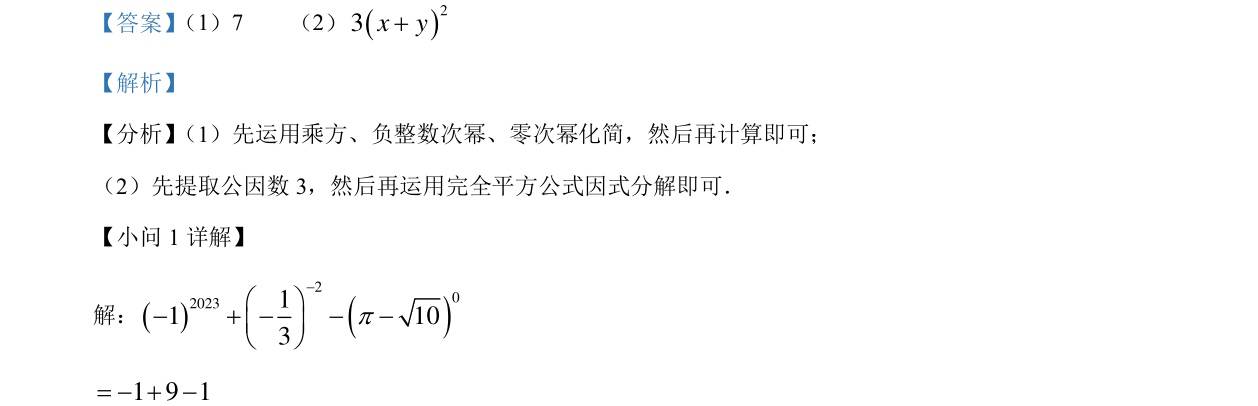 【答案】（1）7 （2）3(x+y)²
【解析】
【分析】（1）先运用乘方、负整数次幂、零次幂化简，然后再计算即可；
（2）先提取公因数 3，然后再运用完全平方公式因式分解即可．
【小问 1 详解】
解：(−1)²⁰²³+(−1/3)⁻²−(π−√10)⁰
=−1+9−1